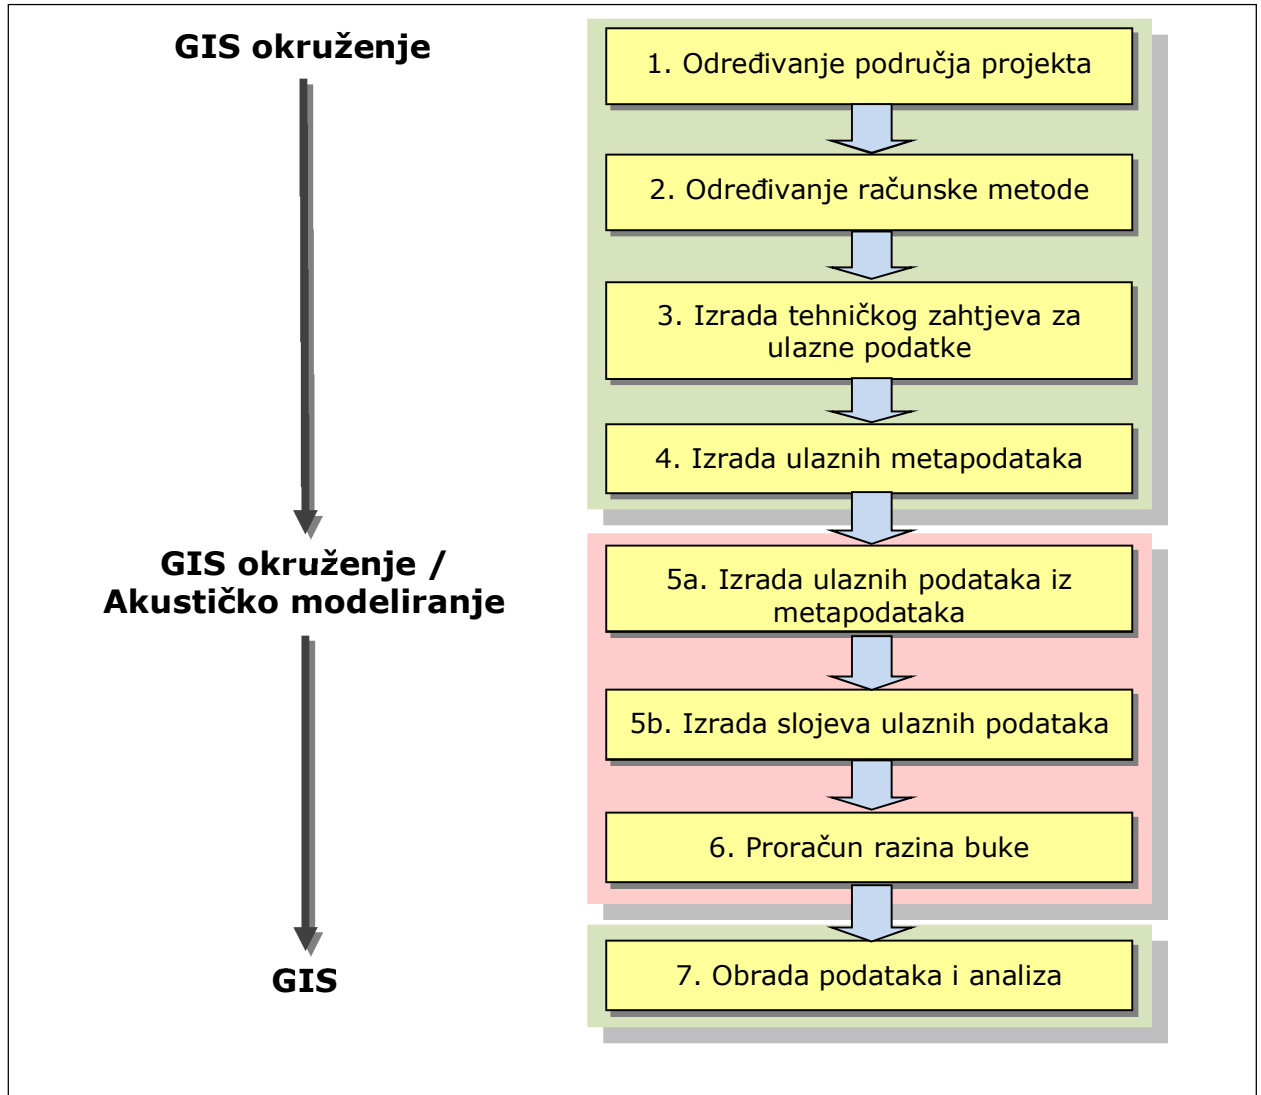 GIS okruženje
1. Određivanje područja projekta
2. Određivanje računske metode
3. Izrada tehničkog zahtjeva za
ulazne podatke
4. Izrada ulaznih metapodataka
GIS okruženje /
Akustičko modeliranje
5a. Izrada ulaznih podataka iz
metapodataka
5b. Izrada slojeva ulaznih podataka
6. Proračun razina buke
GIS
7. Obrada podataka i analiza